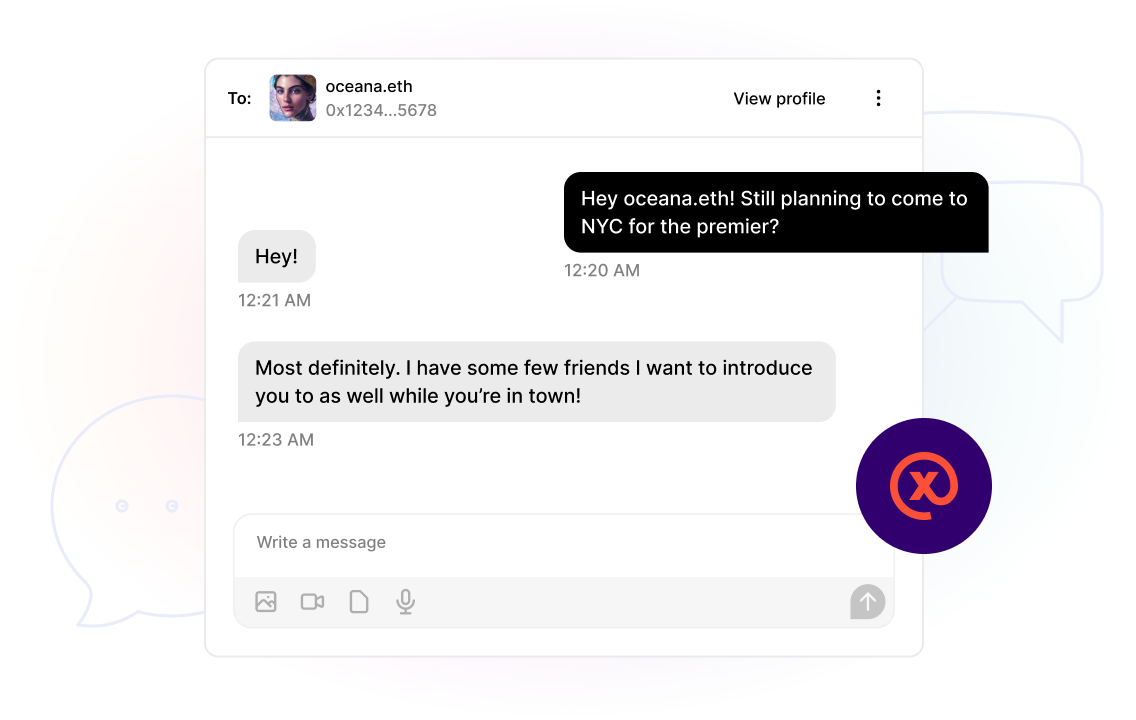 To:
oceana.eth
0x1234...5678
View profile
Hey oceana.eth! Still planning to come to
NYC for the premier?
12:20 AM
Hey!
12:21 AM
Most definitely. I have some few friends I want to introduce
you to as well while you’re in town!
12:23 AM
x
Write a message